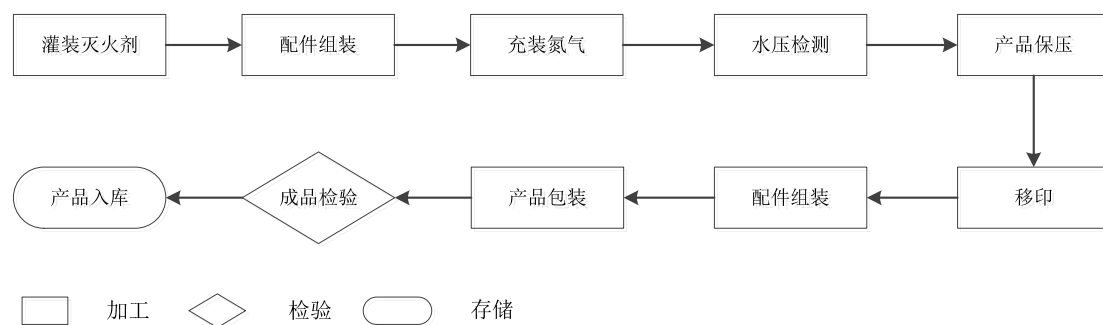 灌装灭火剂
配件组装
充装氮气
水压检测
产品保压
移印
配件组装
产品包装
成品检验
产品入库
加工
检验
存储